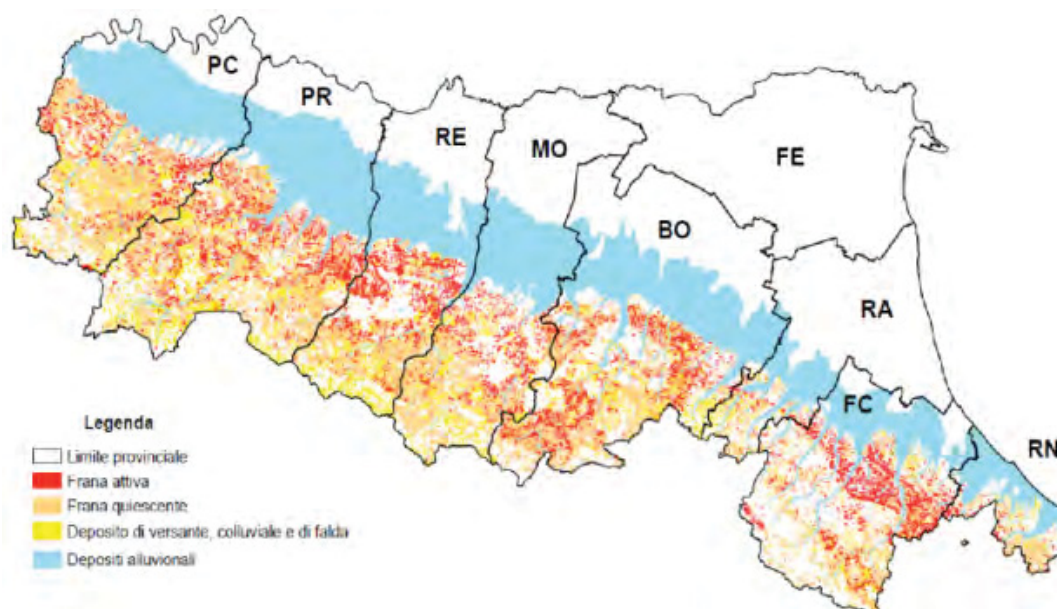 PC
PR
RE
MO
FE
BO
RA
FC
RN
Legenda
Limite provinciale
Frana attiva
Frana quiescente
Deposito di versante, colluviale e di falda
Depositi alluvionali